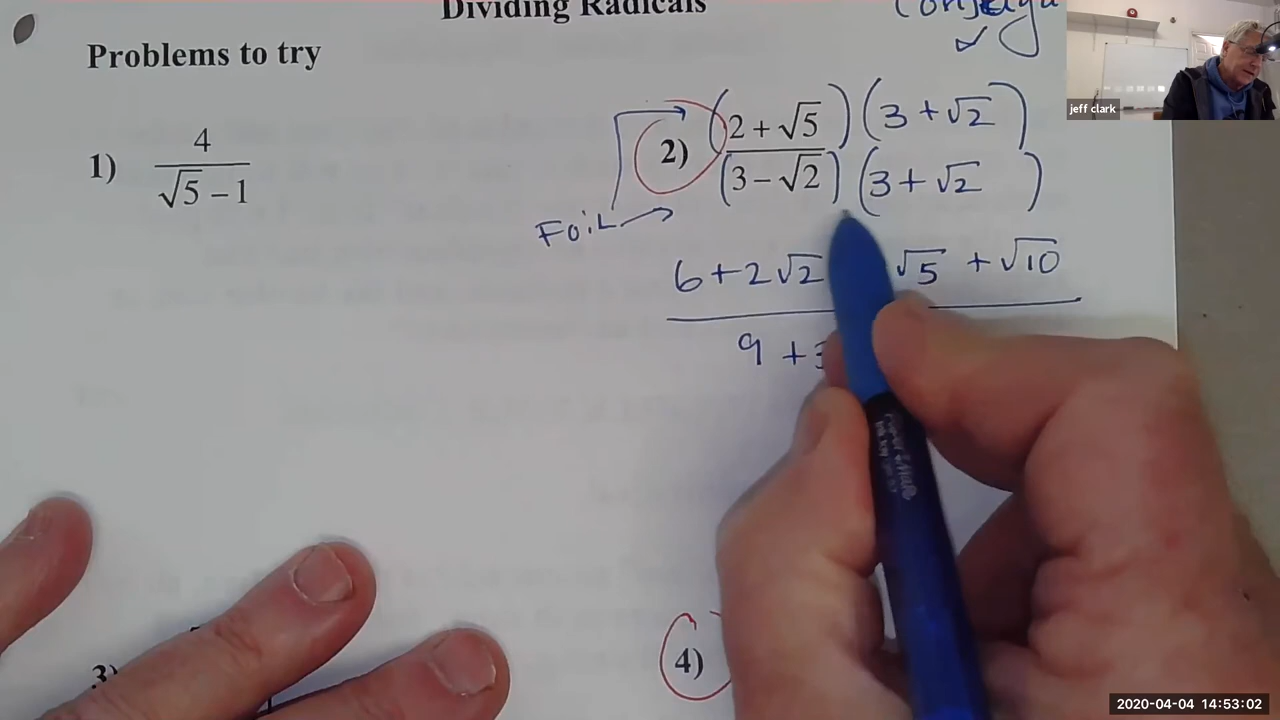 Dividing Radicals
Problems to try
jeff clark
1) 4 / (√5 − 1)
2) (2 + √5)(3 + √2) / (3 − √2)(3 + √2)
FoiL
6 + 2√2 √5 + √10
9 +
3)
4)
2020-04-04 14:53:02